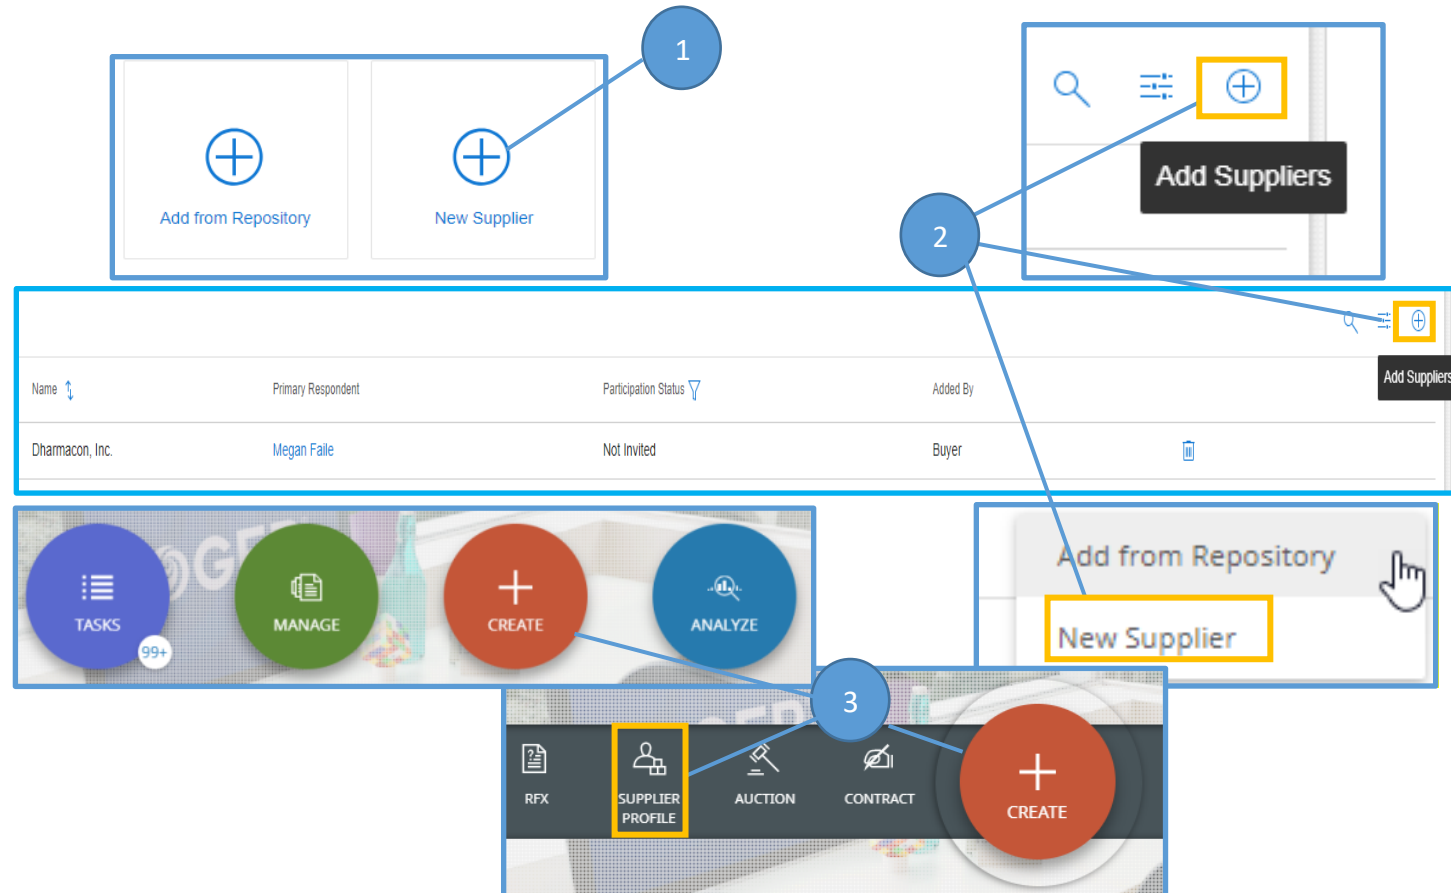 1
Add from Repository
New Supplier
Add Suppliers
2
Add Suppliers
Name
Primary Respondent
Participation Status
Added By
Dharmacon, Inc.
Megan Faile
Not Invited
Buyer
TASKS
99+
MANAGE
CREATE
ANALYZE
Add from Repository
New Supplier
3
RFX
SUPPLIER
PROFILE
AUCTION
CONTRACT
CREATE